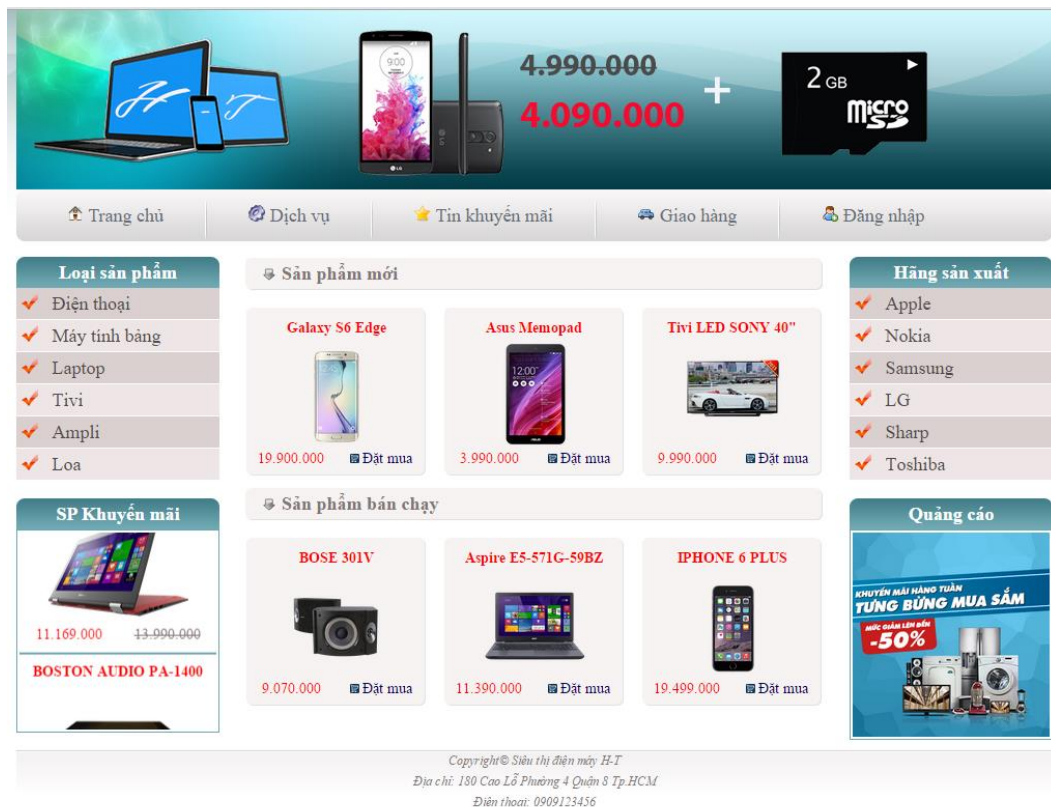 H T
9:00
LG
4.990.000
4.090.000
+
2 GB
micro
SD
Trang chủ
Dịch vụ
Tin khuyến mãi
Giao hàng
Đăng nhập
Loại sản phẩm
Điện thoại
Máy tính bảng
Laptop
Tivi
Ampli
Loa
SP Khuyến mãi
11.169.000 13.990.000
BOSTON AUDIO PA-1400
Sản phẩm mới
Galaxy S6 Edge
19.900.000 Đặt mua
Asus Memopad
12:00
3.990.000 Đặt mua
Tivi LED SONY 40"
9.990.000 Đặt mua
Sản phẩm bán chạy
BOSE 301V
9.070.000 Đặt mua
Aspire E5-571G-59BZ
11.390.000 Đặt mua
IPHONE 6 PLUS
19.499.000 Đặt mua
Hãng sản xuất
Apple
Nokia
Samsung
LG
Sharp
Toshiba
Quảng cáo
KHUYẾN MÃI HÀNG TUẦN
TƯNG BỪNG MUA SẮM
MỨC GIẢM LÊN ĐẾN
-50%
Copyright© Siêu thị điện máy H-T
Địa chỉ: 180 Cao Lỗ Phường 4 Quận 8 Tp.HCM
Điện thoại: 0909123456